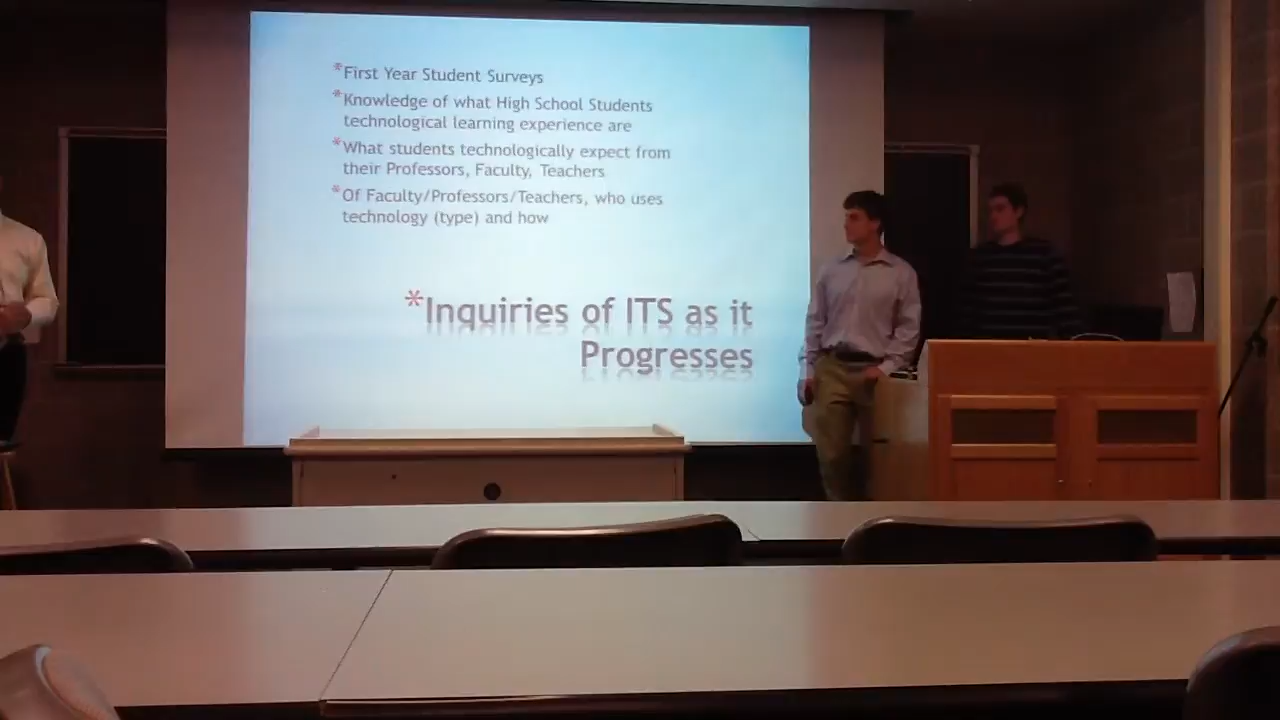 *First Year Student Surveys
*Knowledge of what High School Students
technological learning experience are
*What students technologically expect from
their Professors, Faculty, Teachers
*Of Faculty/Professors/Teachers, who uses
technology (type) and how
*Inquiries of ITS as it
Progresses